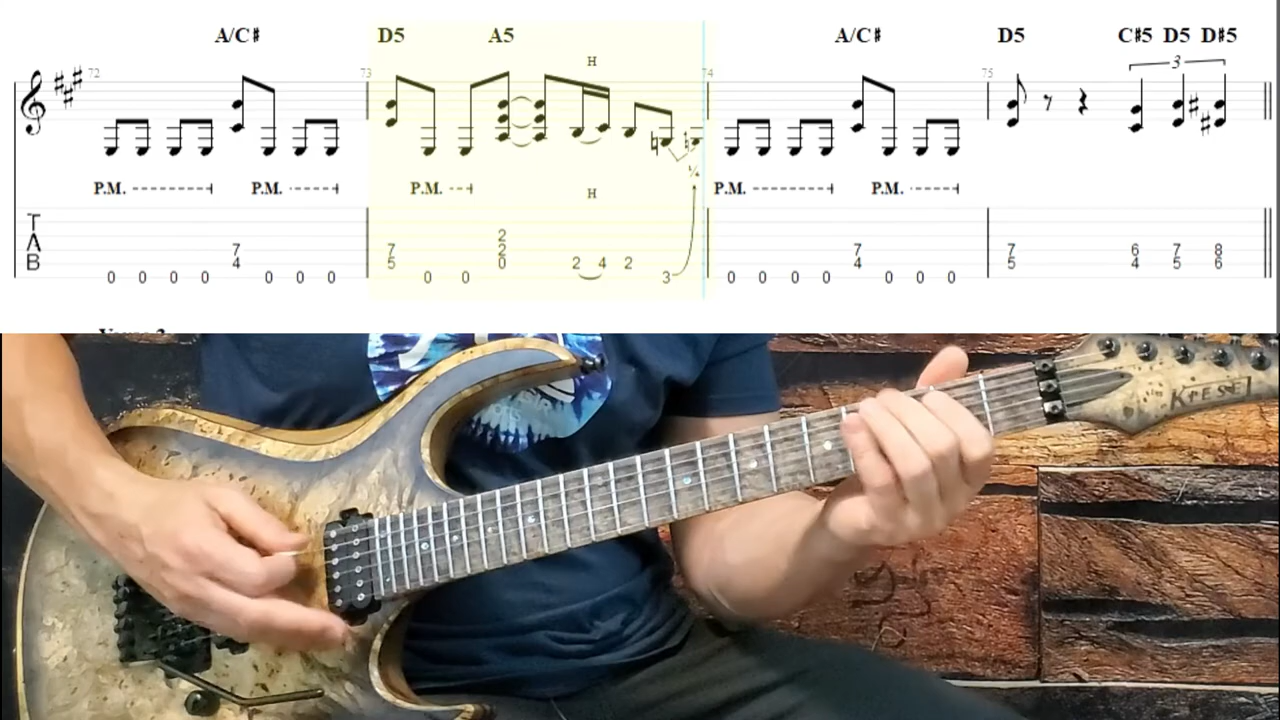 A/C♯ D5 A5 A/C♯ D5 C♯5 D5 D♯5
H 3
72 73 74 75
P.M. P.M. P.M. P.M. P.M.
¼
H
T
A
B
2
7 7 2 7 7 6 7 8
4 5 0 2 4 2 4 5 4 5 6
0 0 0 0 0 0 0 0 0 3 0 0 0 0 0 0 0
KIESEL